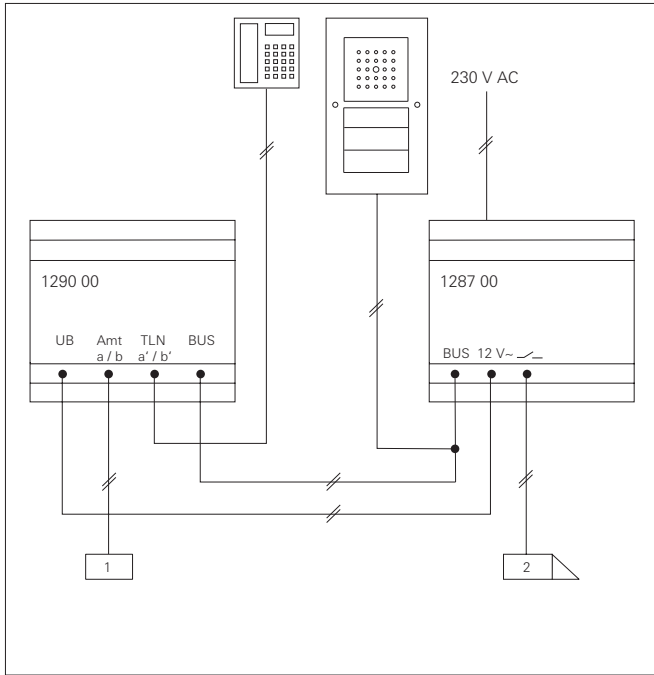 230 V AC
1290 00
UB Amt TLN BUS
a / b a‘ / b‘
1287 00
BUS 12 V~
1
2